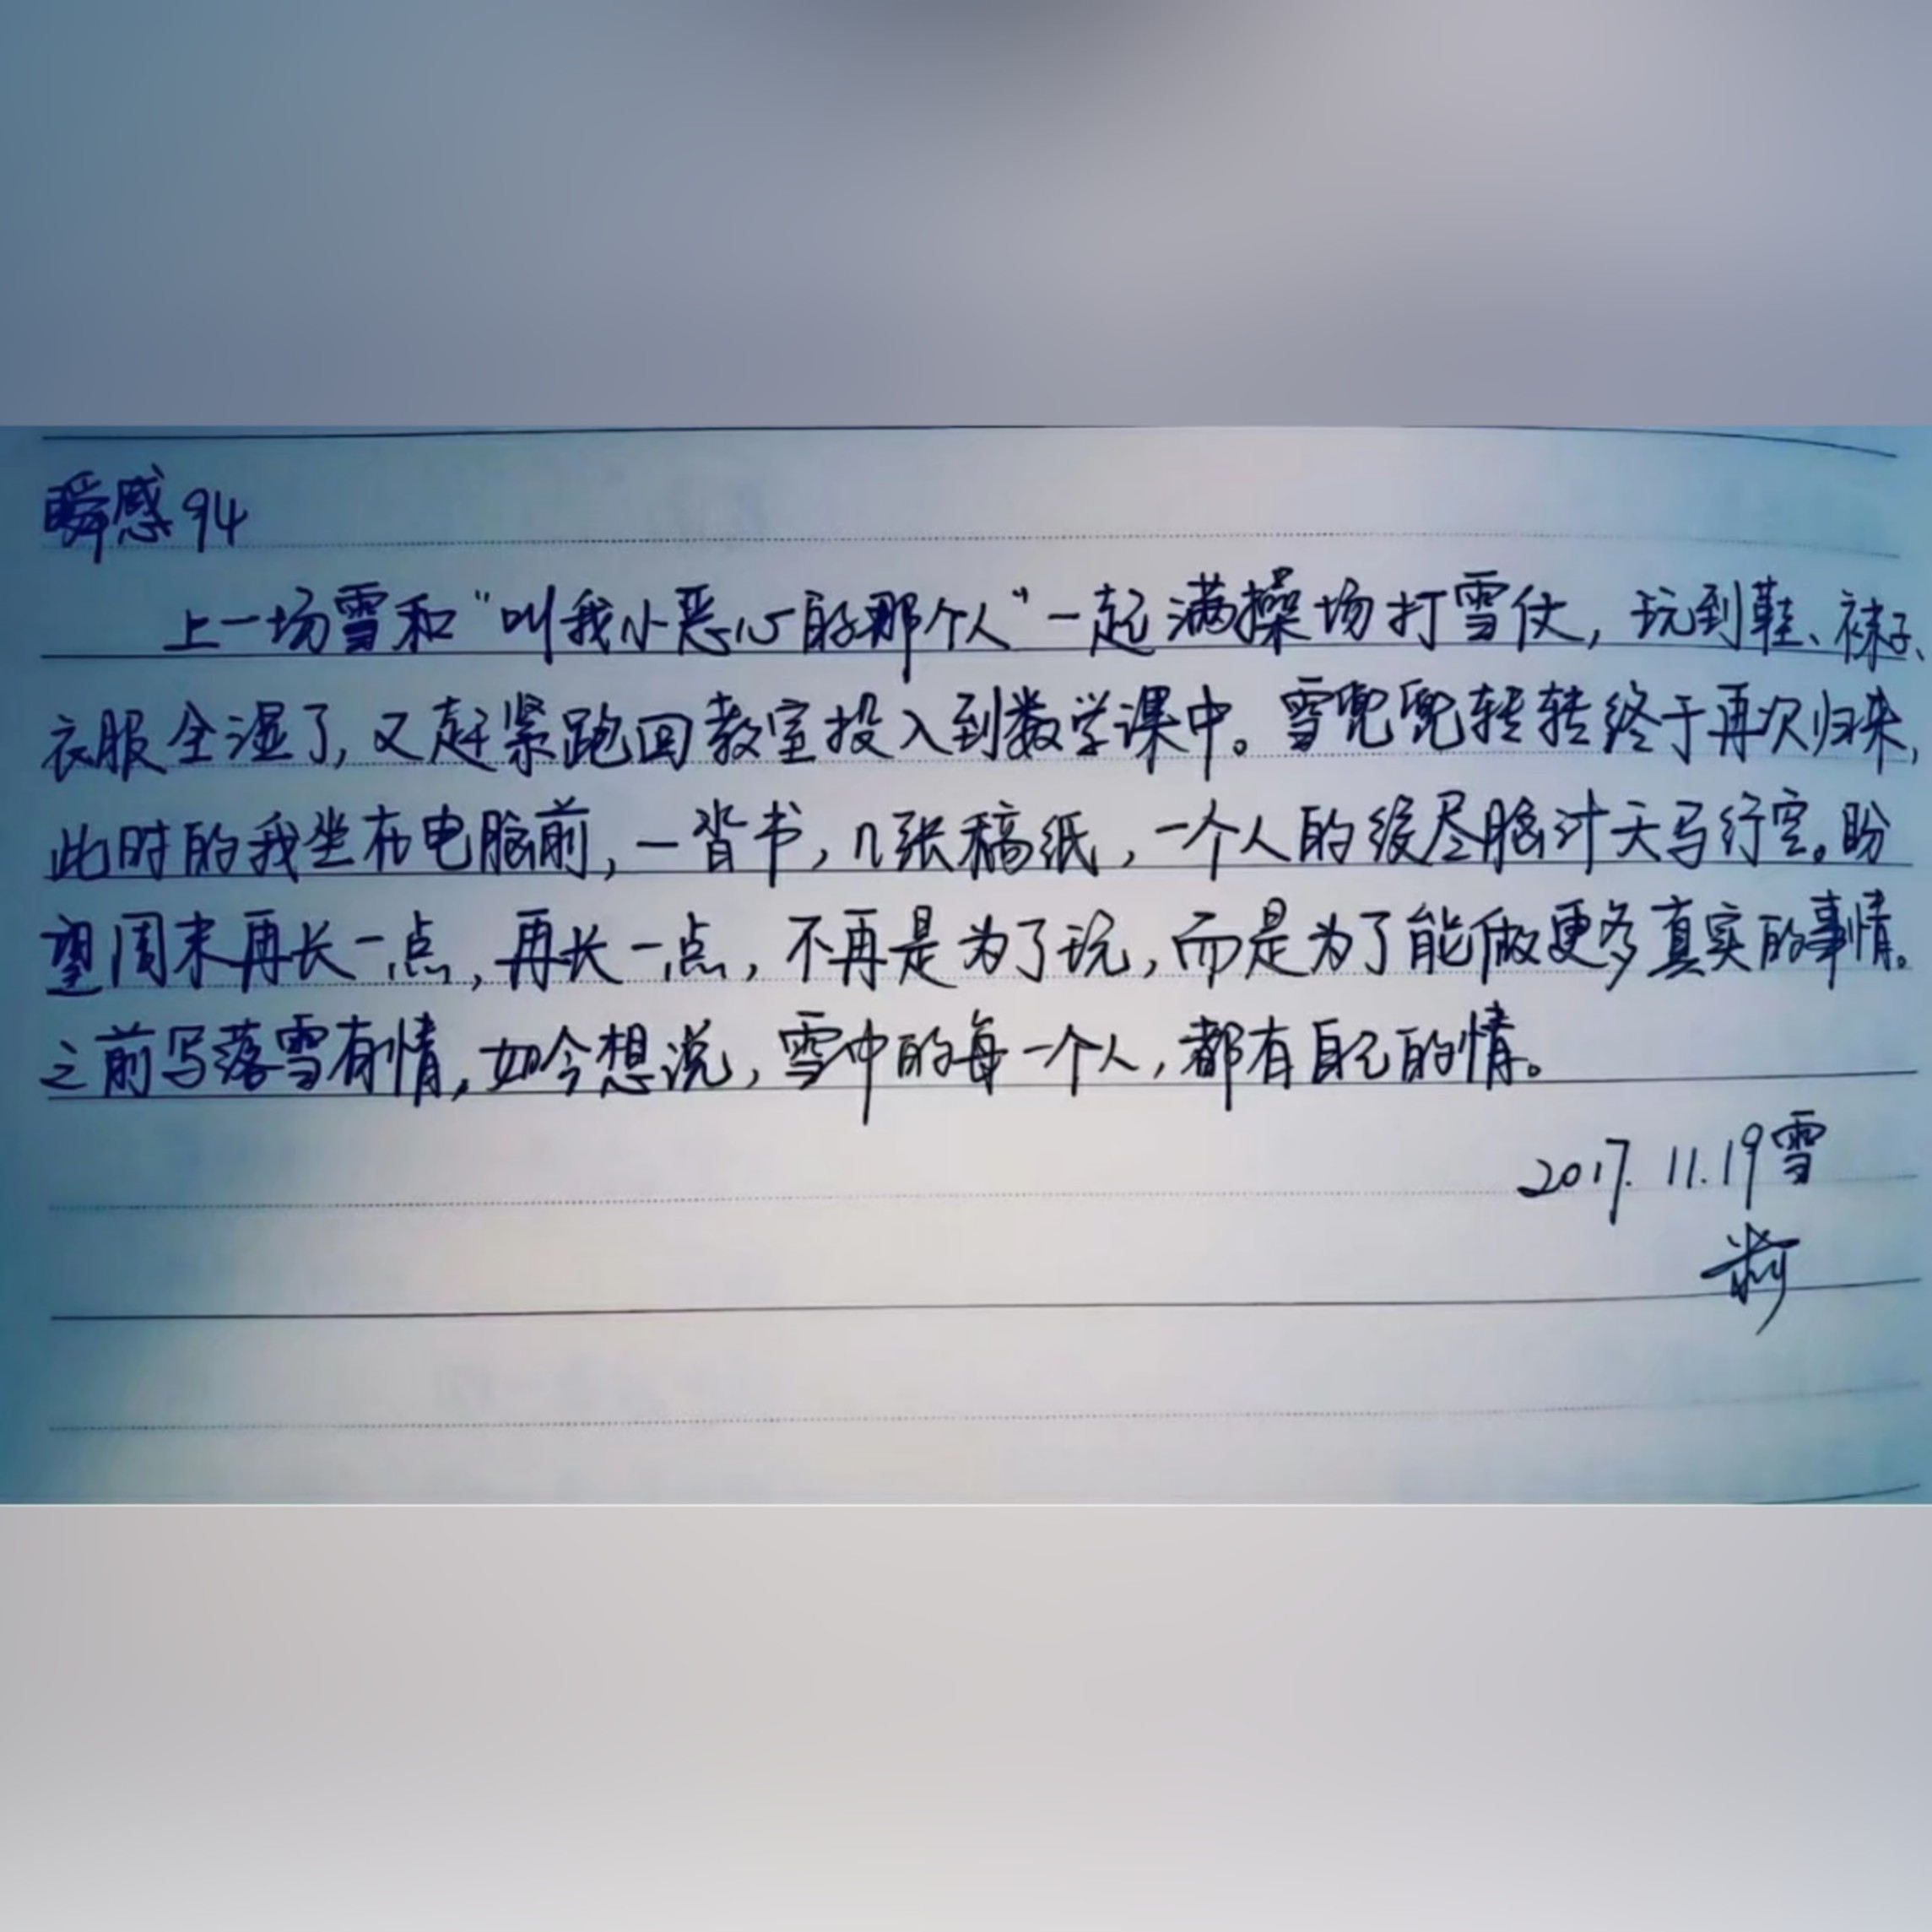 瞬感94
上一场雪和“叫我小恶心的那个人”一起满操场打雪仗，玩到鞋、袜子、
衣服全湿了，又赶紧跑回教室投入到数学课中。雪兜兜转转终于再次归来，
此时的我坐在电脑前，一背书，几张稿纸，一个人的绞尽脑汁天马行空。盼
望周末再长一点，再长一点，不再是为了玩，而是为了能做更多真实的事情。
之前写落雪有情，如今想说，雪中的每一个人，都有自己的情。
2017.11.19雪